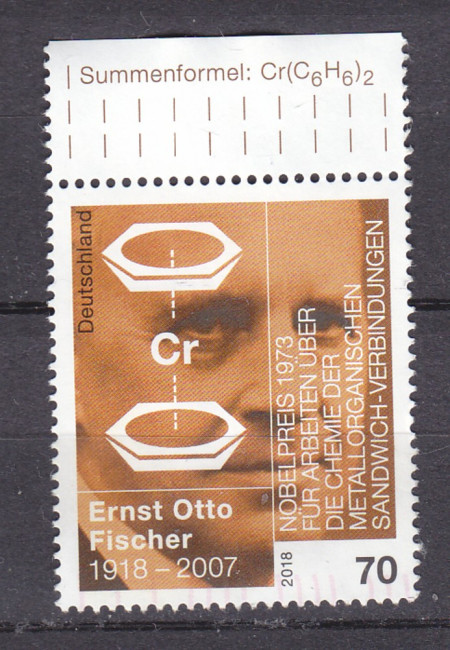 Summenformel: Cr(C₆H₆)₂
Deutschland
Cr
NOBELPREIS 1973
FÜR ARBEITEN ÜBER
DIE CHEMIE DER
METALLORGANISCHEN
SANDWICH-VERBINDUNGEN
Ernst Otto
Fischer
1918 – 2007
2018
70